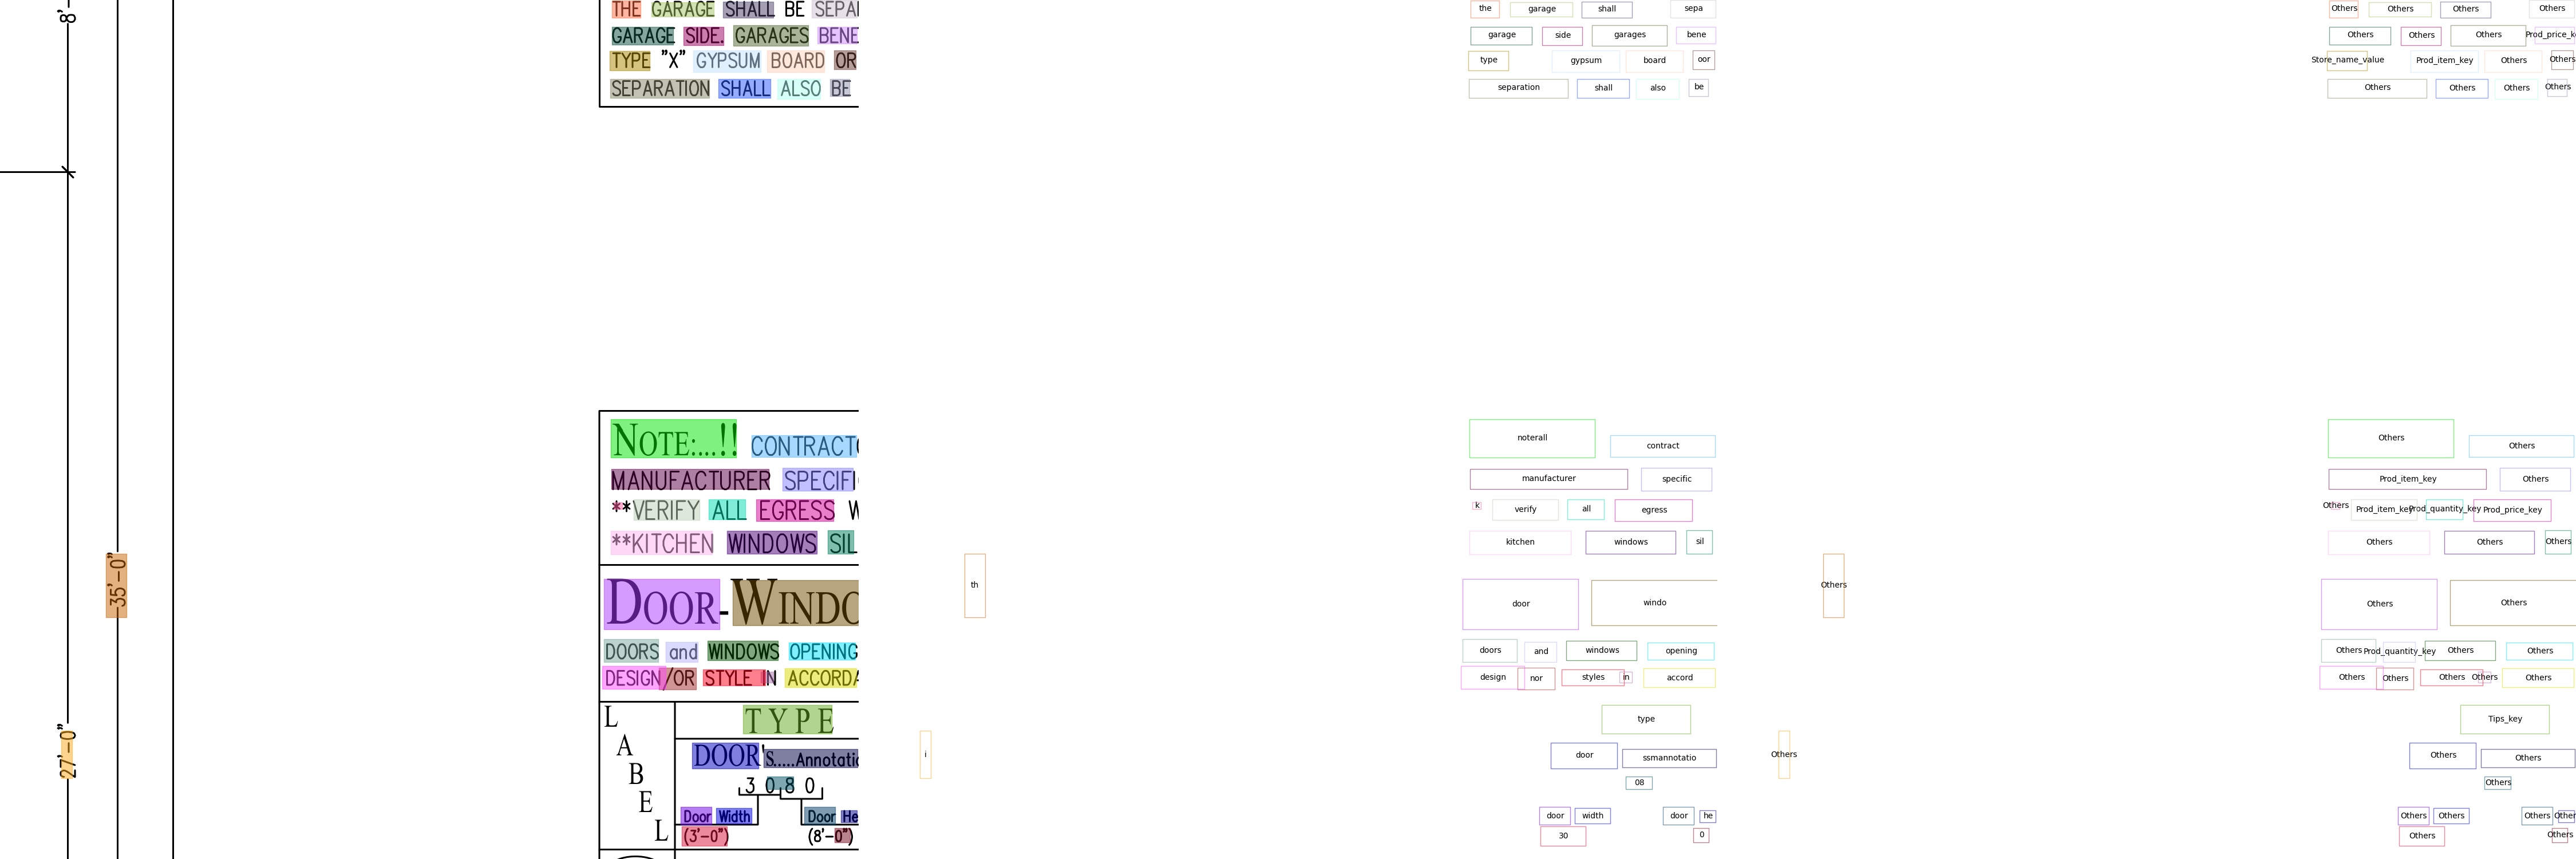 8'-
THE GARAGE SHALL BE SEPA the garage shall sepa Others Others Others Others
GARAGE SIDE. GARAGES BENE garage side garages bene Others Others Others Prod_price_k
TYPE "X" GYPSUM BOARD OR type gypsum board oor Store_name_value Prod_item_key Others Others
SEPARATION SHALL ALSO BE separation shall also be Others Others Others Others
NOTE:...!! CONTRACT noterall contract Others Others
MANUFACTURER SPECIFI manufacturer specific Prod_item_key Others
**VERIFY ALL EGRESS W k verify all egress Others Prod_item_key Prod_quantity_key Prod_price_key
**KITCHEN WINDOWS SIL kitchen windows sil Others Others Others
35'-0" th Others
DOOR-WINDO door windo Others Others
DOORS and WINDOWS OPENING doors and windows opening Others Prod_quantity_key Others Others
DESIGN/OR STYLE IN ACCORDA design nor styles in accord Others Others Others Others Others
LABEL
TYPE type Tips_key
27'-0" i Others
DOOR'S.....Annotatio door ssmannotatio Others Others
3 0 8 0 08 Others
Door Width Door He door width door he Others Others Others Other
(3'-0") (8'-0") 30 0 Others Others